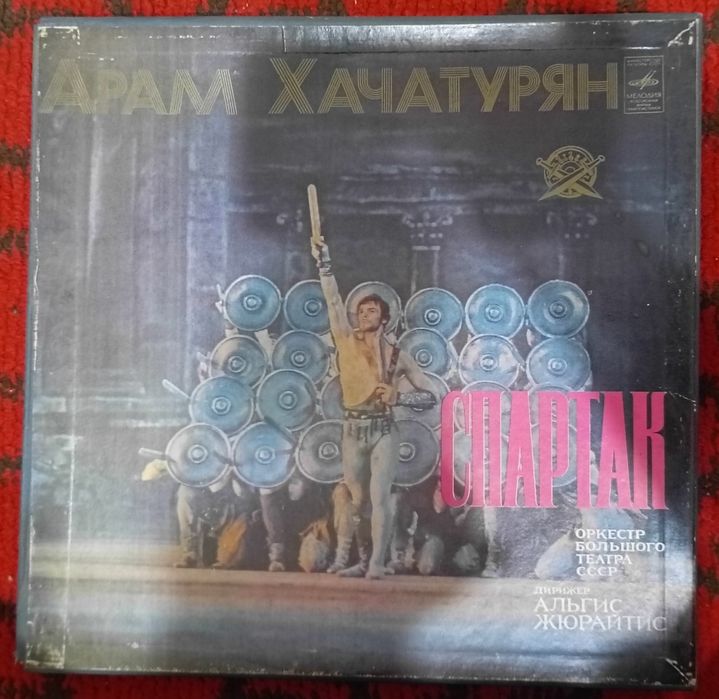 АРАМ ХАЧАТУРЯН
МЕЛОДИЯ
СПАРТАК
ОРКЕСТР
БОЛЬШОГО
ТЕАТРА
СССР
ДИРИЖЕР
АЛЬГИС
ЖЮРАЙТИС